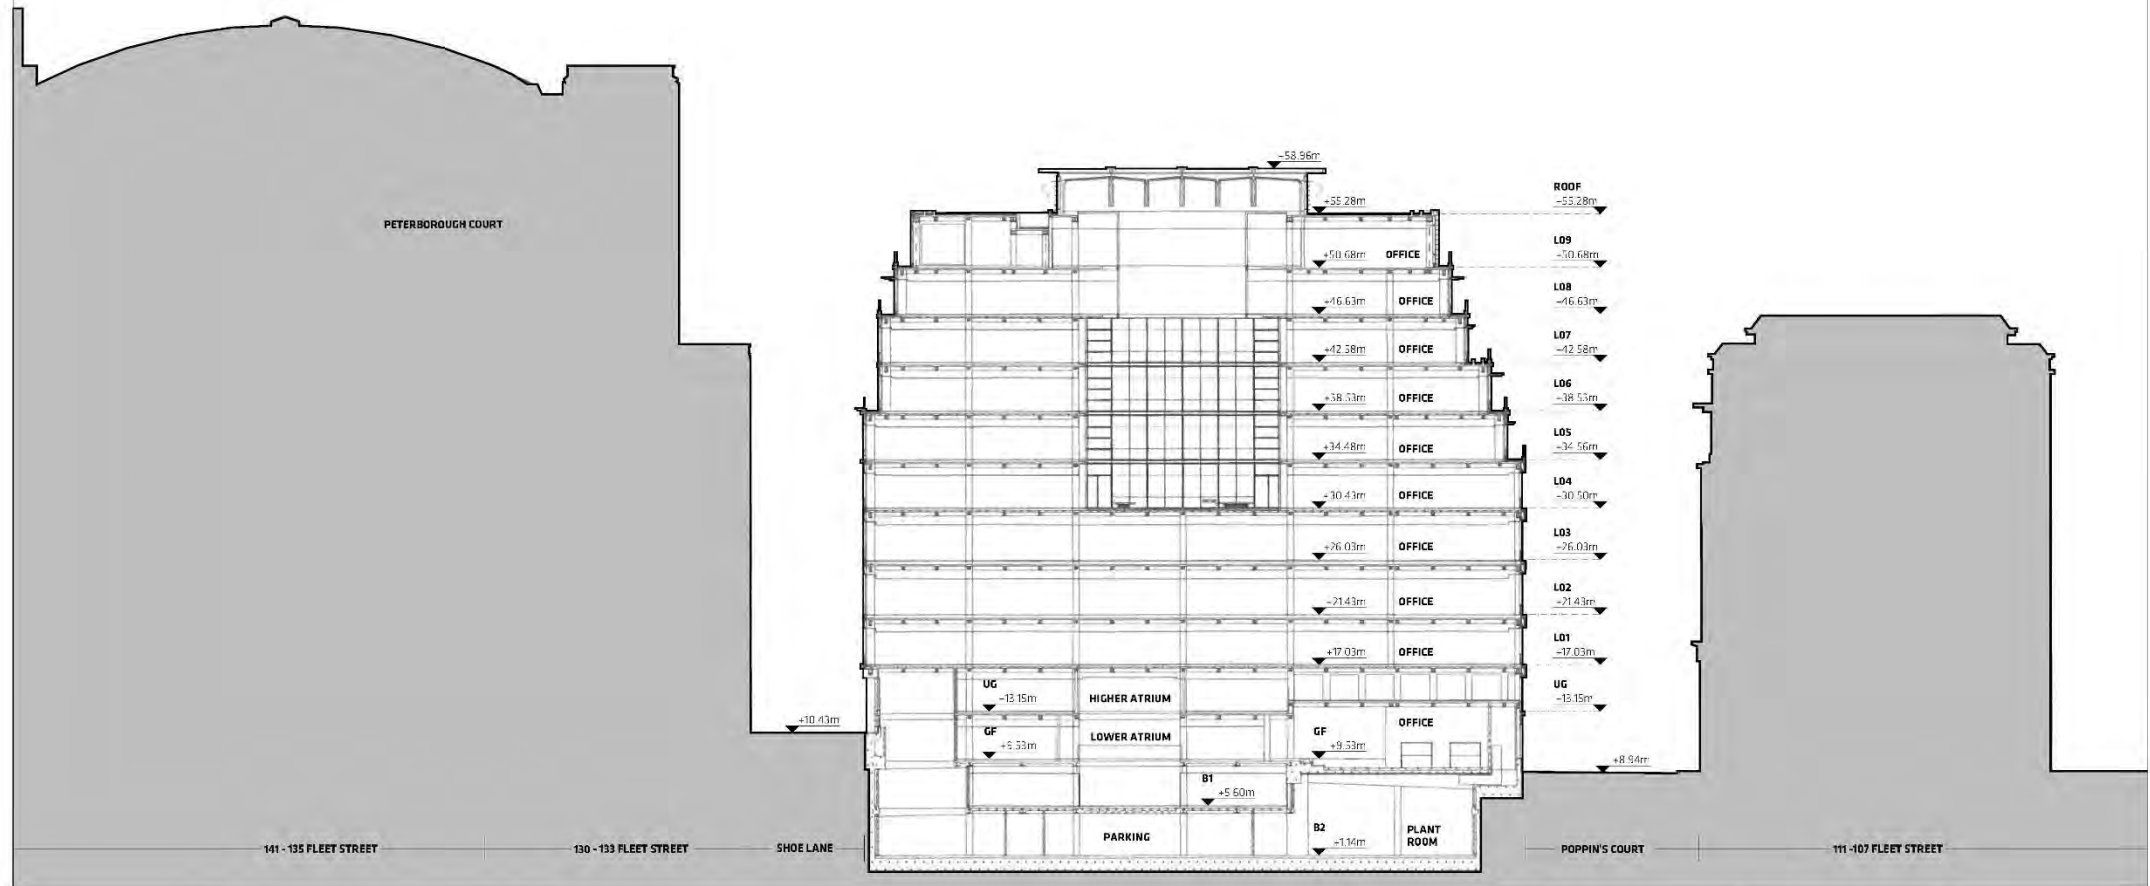 −58.96m
ROOF
+55.28m −55.28m
PETERBOROUGH COURT
L09
+50.68m OFFICE −50.68m
L08
+46.63m OFFICE −46.63m
L07
+42.58m OFFICE −42.58m
L06
+38.53m OFFICE −38.53m
L05
+34.48m OFFICE −34.56m
L04
+30.43m OFFICE −30.50m
L03
+26.03m OFFICE −26.03m
L02
−21.43m OFFICE −21.43m
L01
+17.03m OFFICE −17.03m
UG UG
−13.15m HIGHER ATRIUM −13.15m
+10.43m OFFICE
GF LOWER ATRIUM GF
+9.53m +9.53m
+8.94m
B1
+5.60m
B2 PLANT
PARKING ROOM
+1.14m
141 - 135 FLEET STREET 130 - 133 FLEET STREET SHOE LANE POPPIN'S COURT 111 -107 FLEET STREET